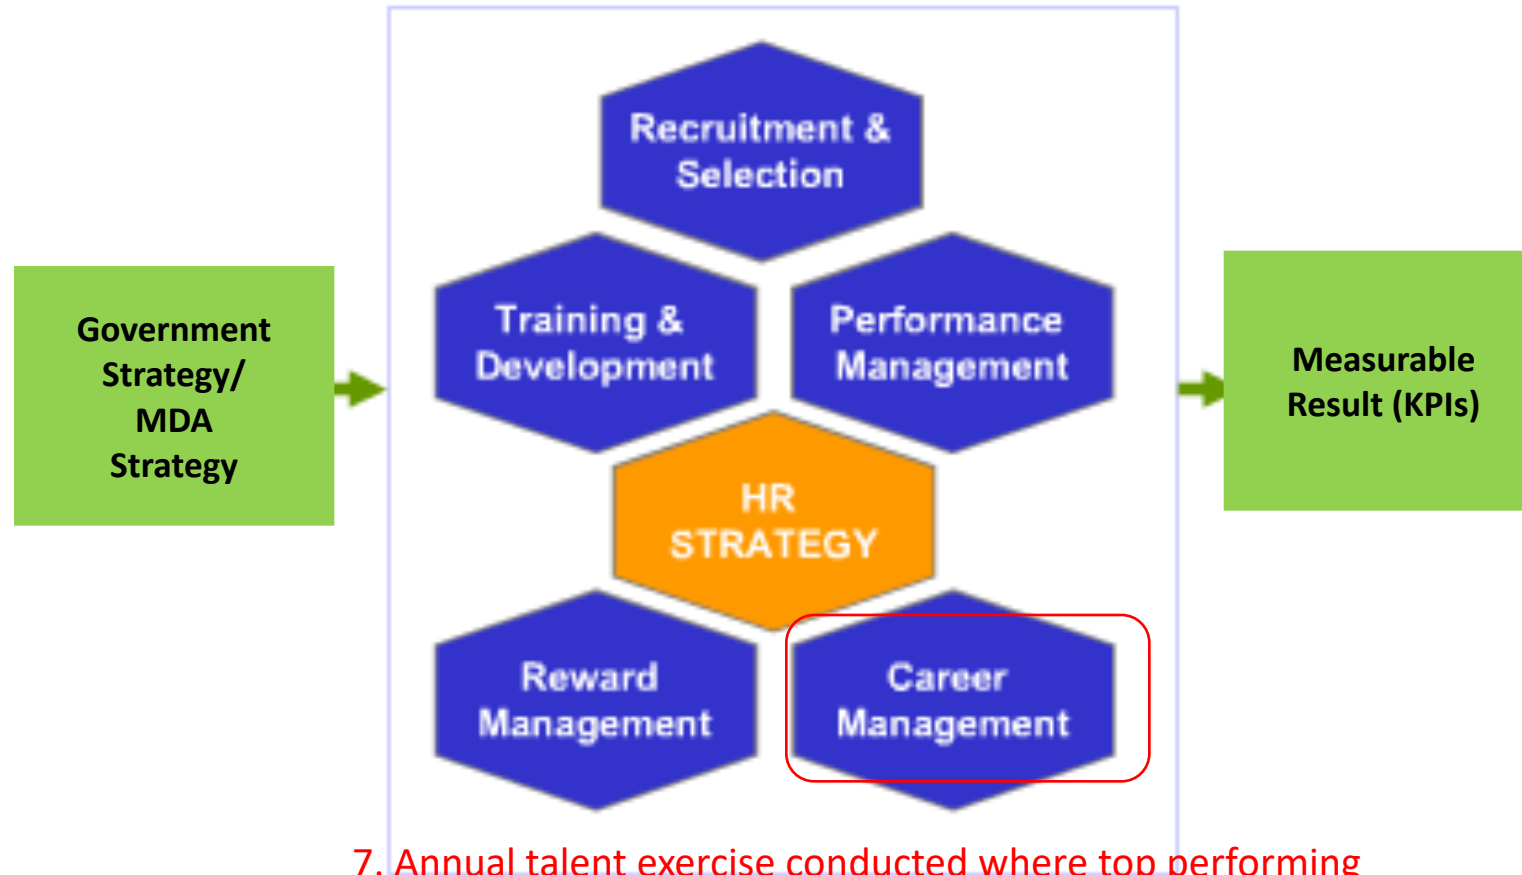 Recruitment &
Selection
Training &
Development
Performance
Management
Government
Strategy/
MDA
Strategy
Measurable
Result (KPIs)
HR
STRATEGY
Reward
Management
Career
Management
7. Annual talent exercise conducted where top performing